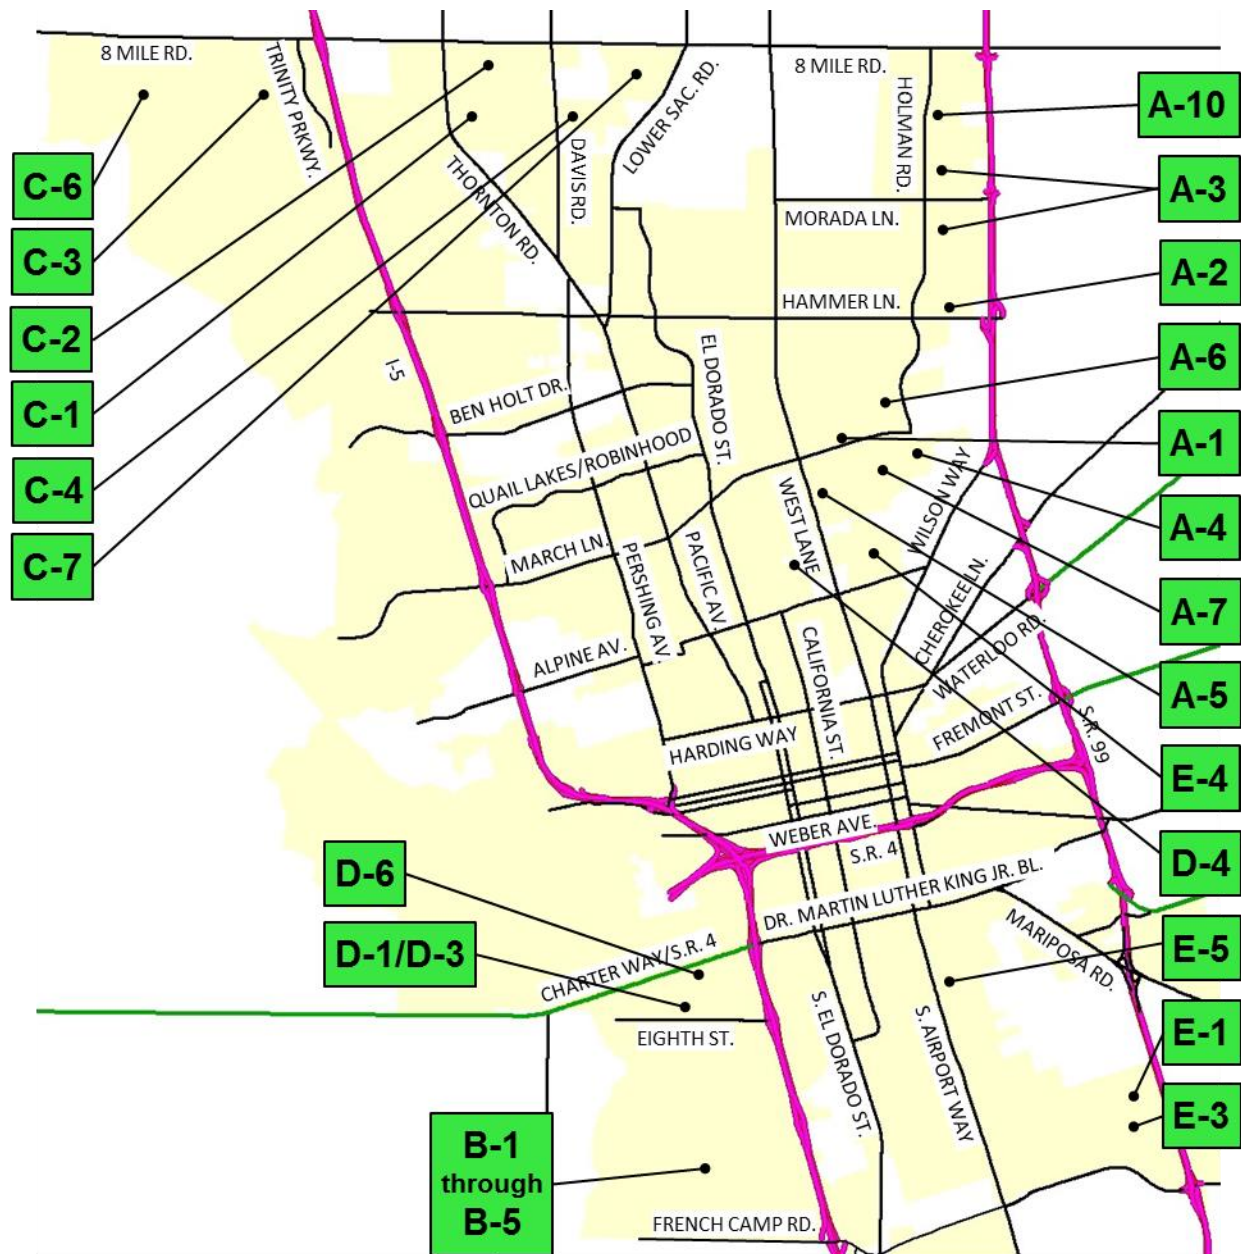 8 MILE RD.
TRINITY PRKWY.
THORNTON RD.
DAVIS RD.
LOWER SAC. RD.
8 MILE RD.
HOLMAN RD.
MORADA LN.
HAMMER LN.
I-5
BEN HOLT DR.
EL DORADO ST.
QUAIL LAKES/ROBINHOOD
MARCH LN.
PERSHING AV.
PACIFIC AV.
WEST LANE
WILSON WAY
CHEROKEE LN.
WATERLOO RD.
ALPINE AV.
CALIFORNIA ST.
HARDING WAY
FREMONT ST.
S.R. 99
WEBER AVE.
S.R. 4
DR. MARTIN LUTHER KING JR. BL.
MARIPOSA RD.
CHARTER WAY/S.R. 4
EIGHTH ST.
S. EL DORADO ST.
S. AIRPORT WAY
FRENCH CAMP RD.
C-6
C-3
C-2
C-1
C-4
C-7
D-6
D-1/D-3
B-1
through
B-5
A-10
A-3
A-2
A-6
A-1
A-4
A-7
A-5
E-4
D-4
E-5
E-1
E-3